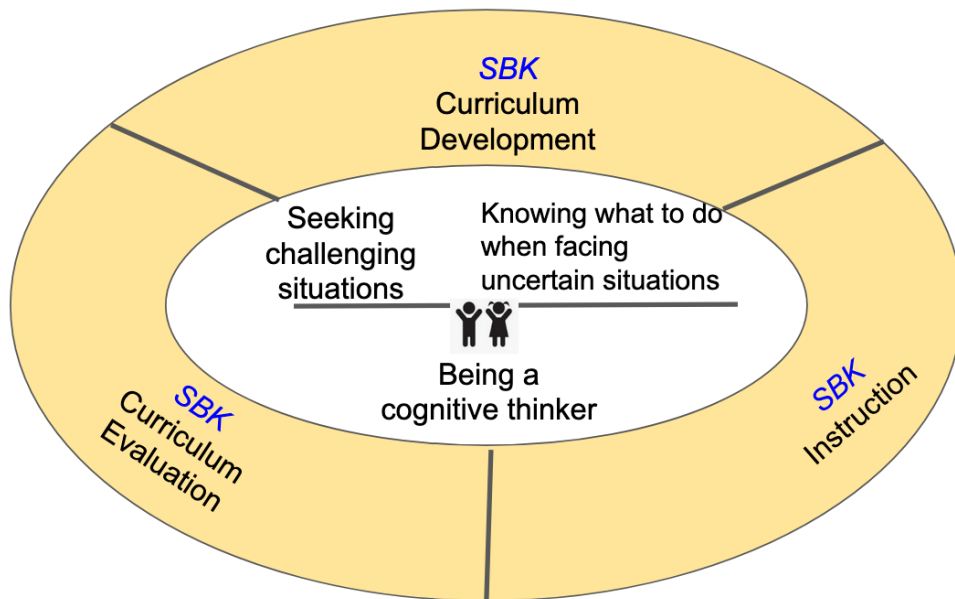 SBK
Curriculum
Development
Seeking
challenging
situations
Knowing what to do
when facing
uncertain situations
Being a
cognitive thinker
SBK
Curriculum
Evaluation
SBK
Instruction